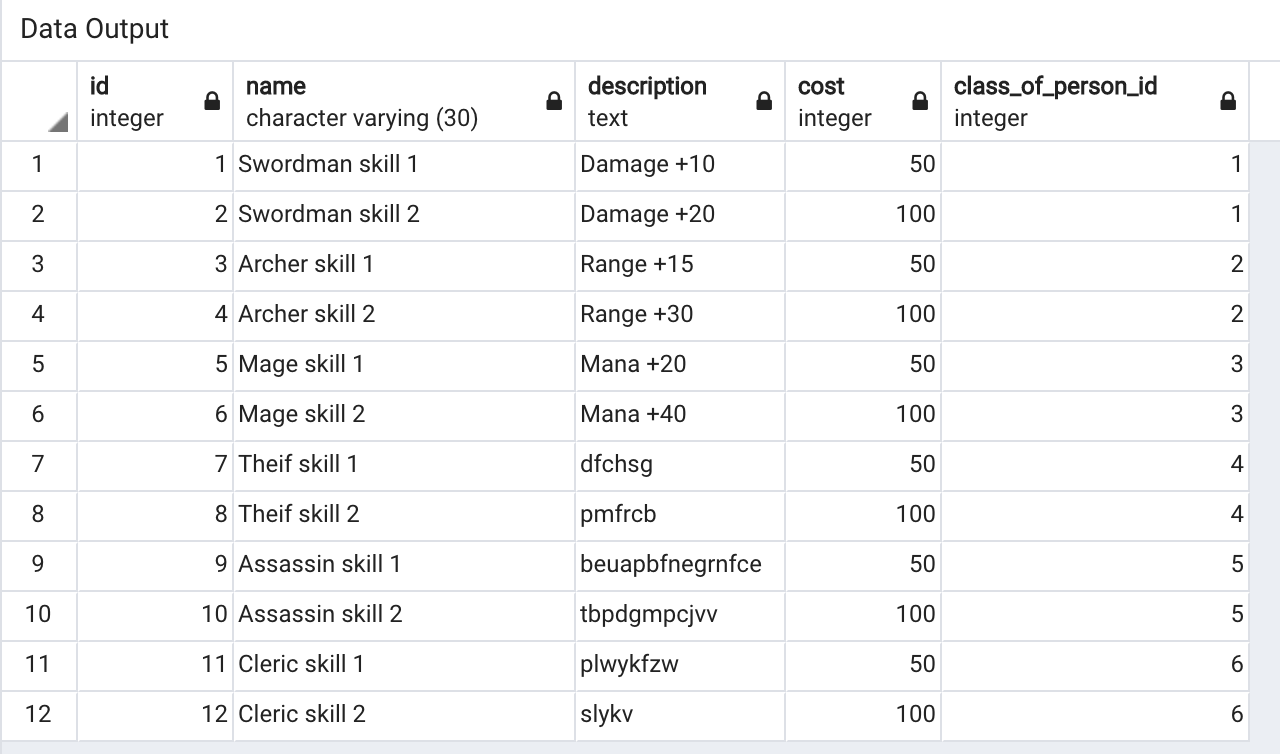 Data Output
id name description cost class_of_person_id
integer character varying (30) text integer integer
1 1 Swordman skill 1 Damage +10 50 1
2 2 Swordman skill 2 Damage +20 100 1
3 3 Archer skill 1 Range +15 50 2
4 4 Archer skill 2 Range +30 100 2
5 5 Mage skill 1 Mana +20 50 3
6 6 Mage skill 2 Mana +40 100 3
7 7 Theif skill 1 dfchsg 50 4
8 8 Theif skill 2 pmfrcb 100 4
9 9 Assassin skill 1 beuapbfnegrnfce 50 5
10 10 Assassin skill 2 tbpdgmpcjvv 100 5
11 11 Cleric skill 1 plwykfzw 50 6
12 12 Cleric skill 2 slykv 100 6